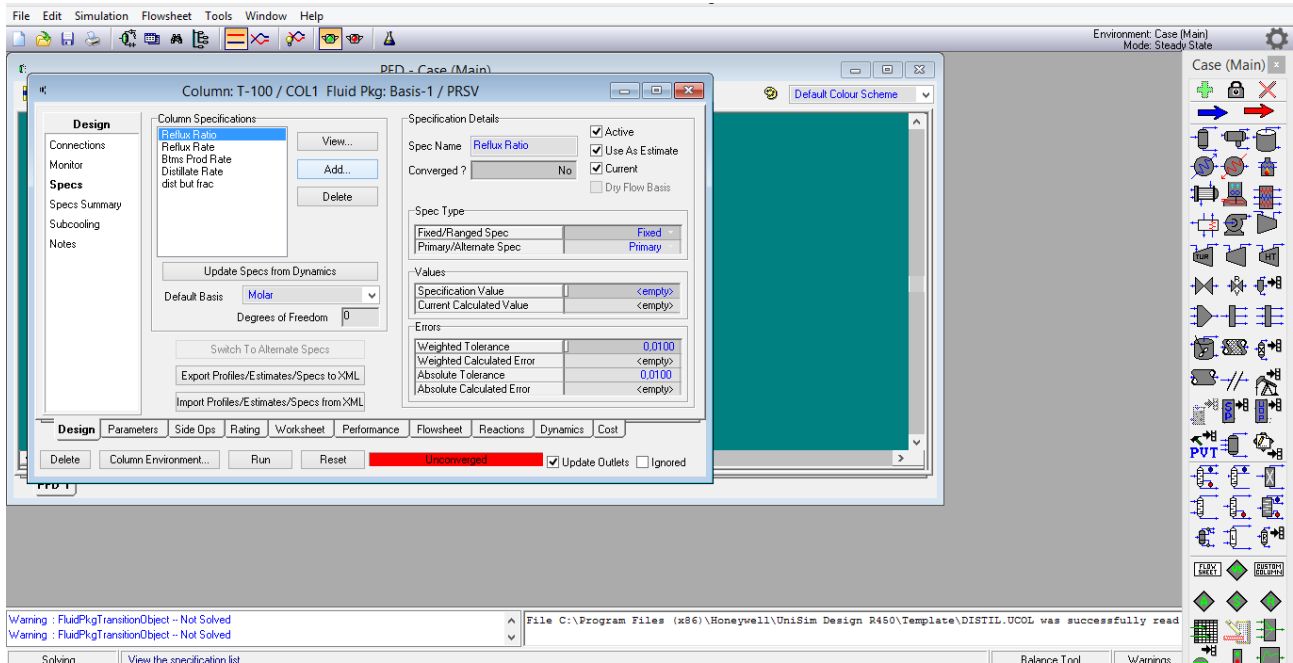 File Edit Simulation Flowsheet Tools Window Help
Environment: Case (Main)
Mode: Steady State
PFD - Case (Main)
Case (Main)
Default Colour Scheme
Column: T-100 / COL1 Fluid Pkg: Basis-1 / PRSV
Design
Connections
Monitor
Specs
Specs Summary
Subcooling
Notes
Column Specifications
Reflux Ratio
Reflux Rate
Btms Prod Rate
Distillate Rate
dist but frac
View...
Add...
Delete
Update Specs from Dynamics
Default Basis Molar
Degrees of Freedom 0
Switch To Alternate Specs
Export Profiles/Estimates/Specs to XML
Import Profiles/Estimates/Specs from XML
Specification Details
Spec Name Reflux Ratio
Converged ? No
Active
Use As Estimate
Current
Dry Flow Basis
Spec Type
Fixed/Ranged Spec Fixed
Primary/Alternate Spec Primary
Values
Specification Value <empty>
Current Calculated Value <empty>
Errors
Weighted Tolerance 0,0100
Weighted Calculated Error <empty>
Absolute Tolerance 0,0100
Absolute Calculated Error <empty>
Design Parameters Side Ops Rating Worksheet Performance Flowsheet Reactions Dynamics Cost
Delete Column Environment... Run Reset Unconverged Update Outlets Ignored
PFD 1
TUR
HT
PVT
FLOW SHEET
CUSTOM COLUMN
Warning : FluidPkgTransitionObject -- Not Solved
Warning : FluidPkgTransitionObject -- Not Solved
File C:\Program Files (x86)\Honeywell\UniSim Design R450\Template\DISTIL.UCOL was successfully read
Solving View the specification list Balance Tool Warnings